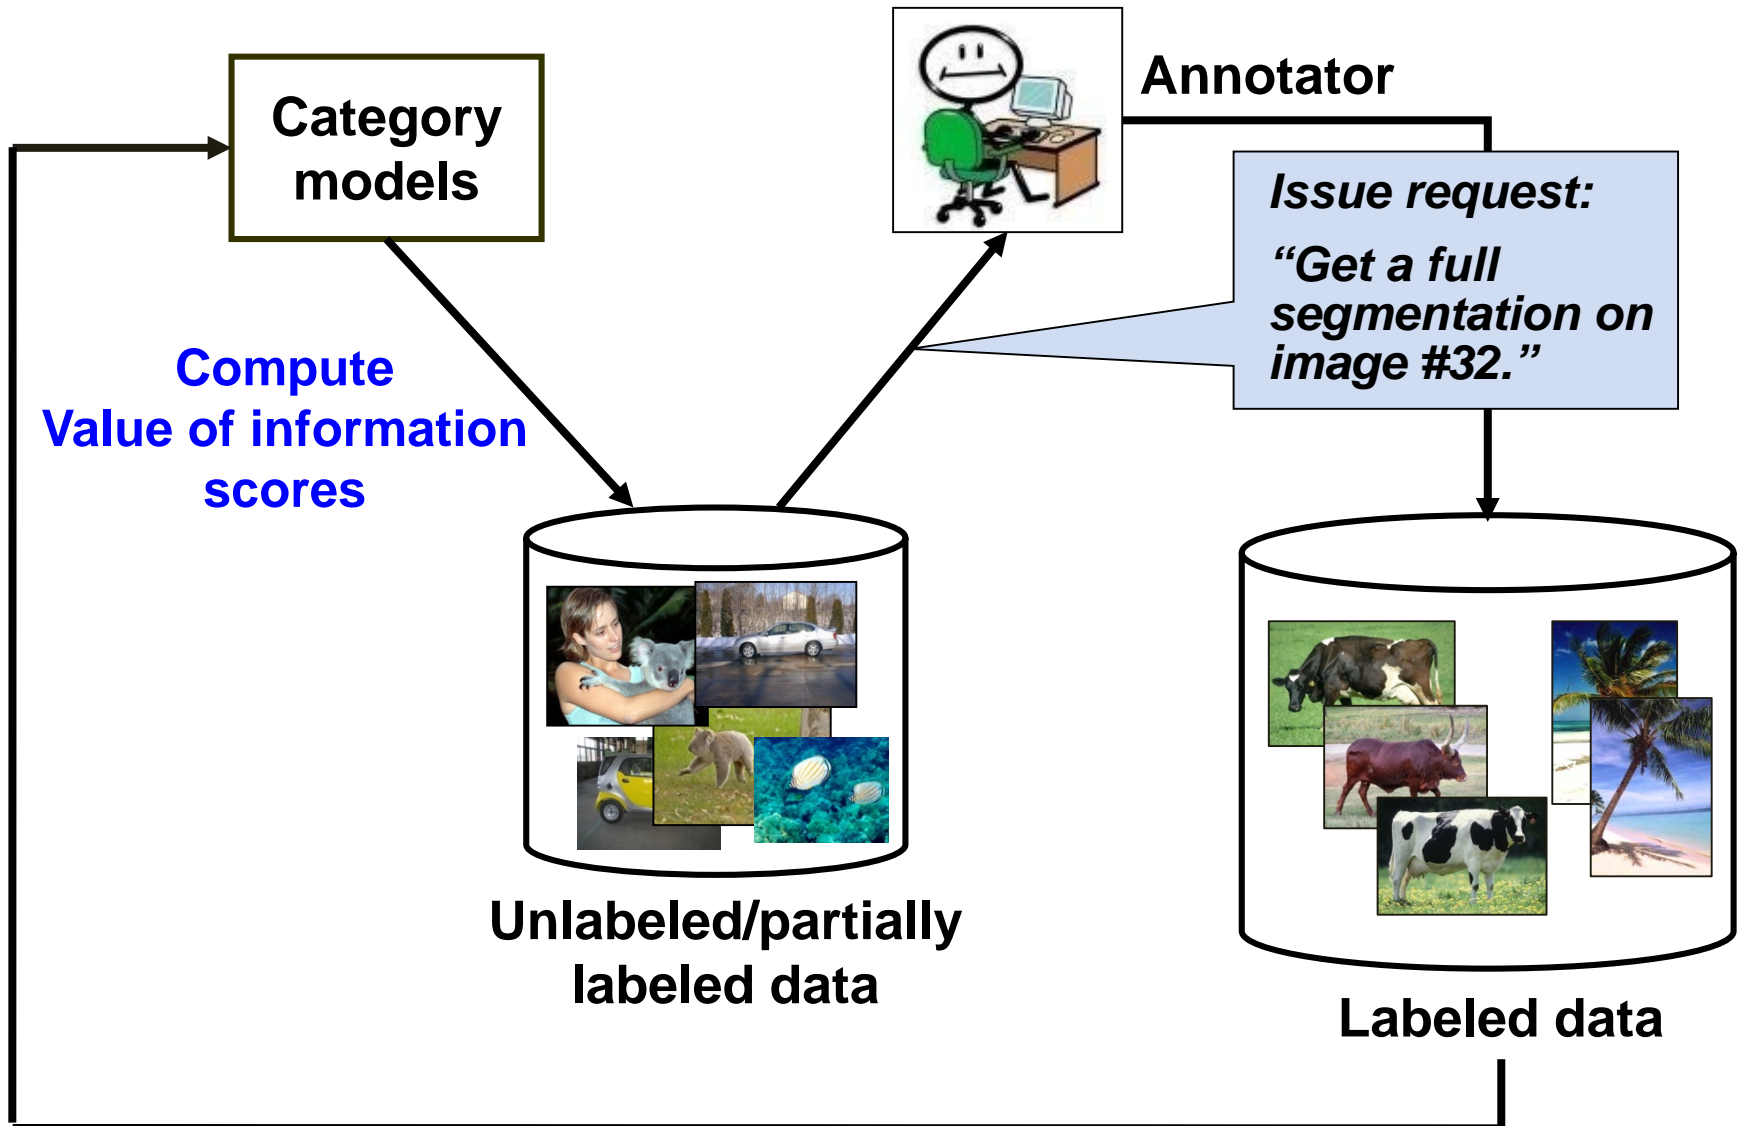 Category
models
Annotator
Issue request:
“Get a full
segmentation on
image #32.”
Compute
Value of information
scores
Unlabeled/partially
labeled data
Labeled data